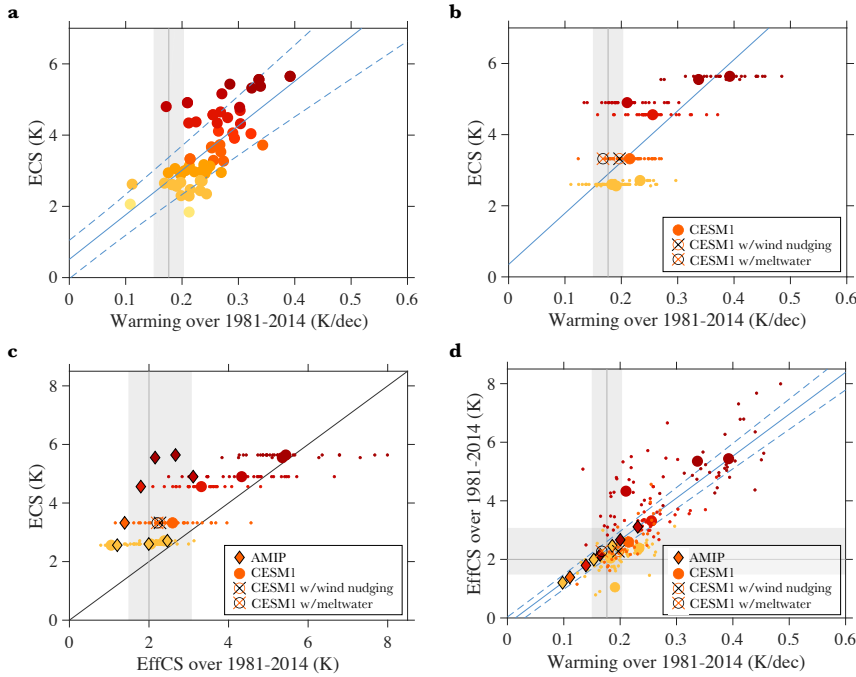 a
7
6
4
2
0
ECS (K)
0
0.1
0.2
0.3
0.4
0.5
0.6
Warming over 1981-2014 (K/dec)
b
6
4
2
0
ECS (K)
CESM1
CESM1 w/wind nudging
CESM1 w/meltwater
0
0.1
0.2
0.3
0.4
0.5
0.6
Warming over 1981-2014 (K/dec)
c
8
6
4
2
0
ECS (K)
AMIP
CESM1
CESM1 w/wind nudging
CESM1 w/meltwater
0
2
4
6
8
EffCS over 1981-2014 (K)
d
8
6
4
2
0
EffCS over 1981-2014 (K)
AMIP
CESM1
CESM1 w/wind nudging
CESM1 w/meltwater
0
0.1
0.2
0.3
0.4
0.5
0.6
Warming over 1981-2014 (K/dec)